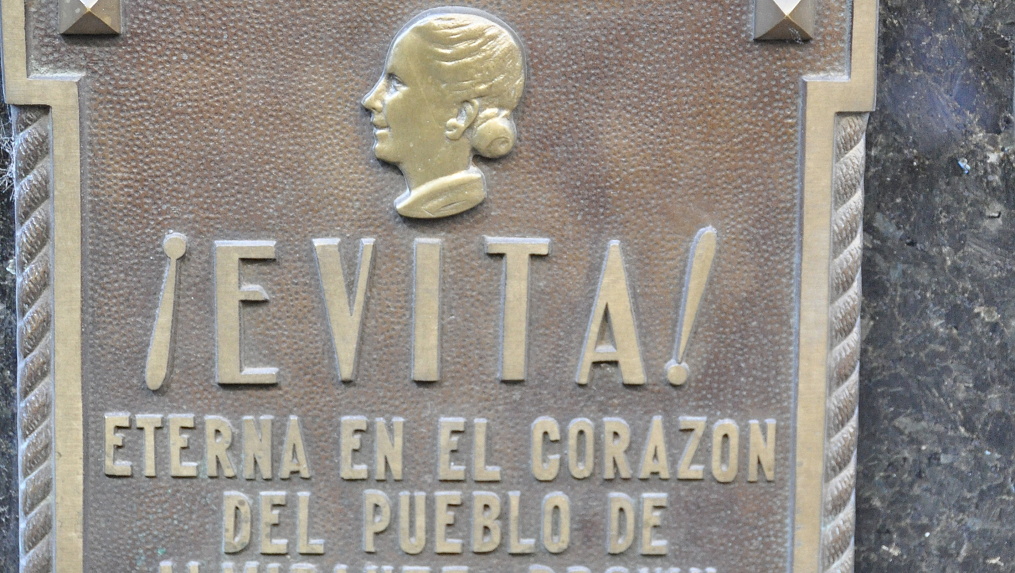 ¡EVITA!
ETERNA EN EL CORAZON
DEL PUEBLO DE